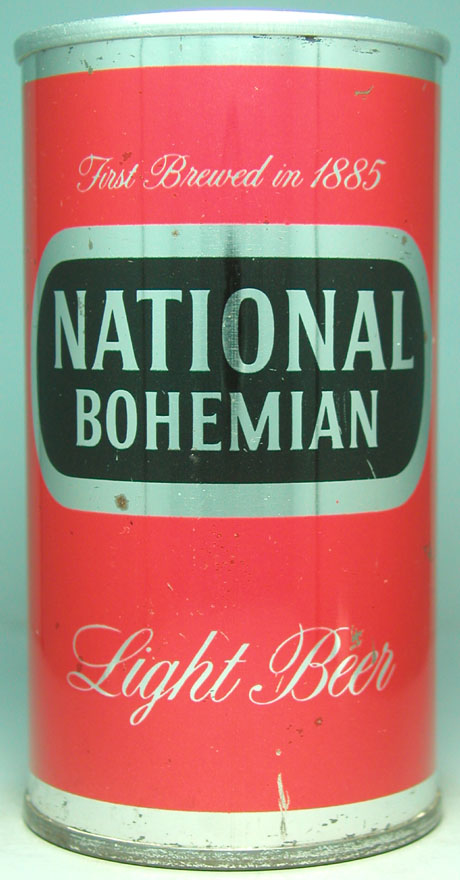 First Brewed in 1885
NATIONAL
BOHEMIAN
Light Beer